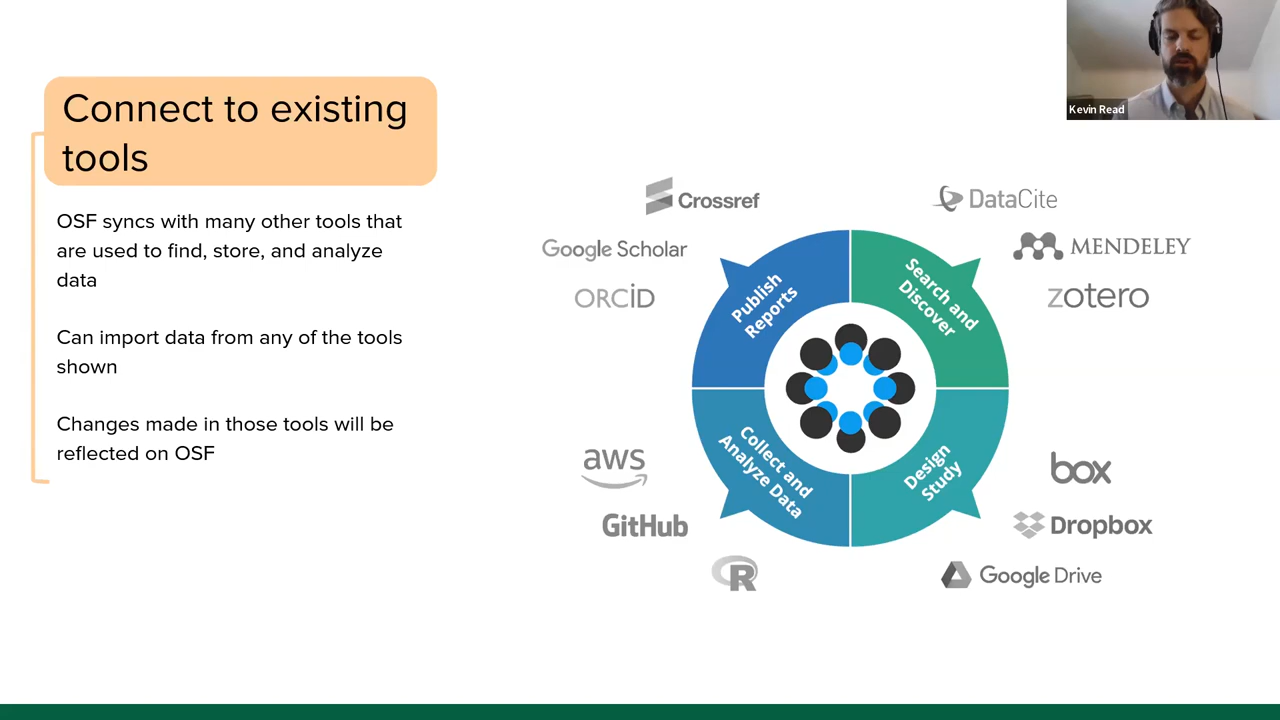 Kevin Read
Connect to existing
tools
OSF syncs with many other tools that
are used to find, store, and analyze
data
Can import data from any of the tools
shown
Changes made in those tools will be
reflected on OSF
Crossref
Google Scholar
ORCID
DataCite
MENDELEY
zotero
Publish
Reports
Search and
Discover
Collect and
Analyze Data
Design
Study
aws
GitHub
R
box
Dropbox
Google Drive